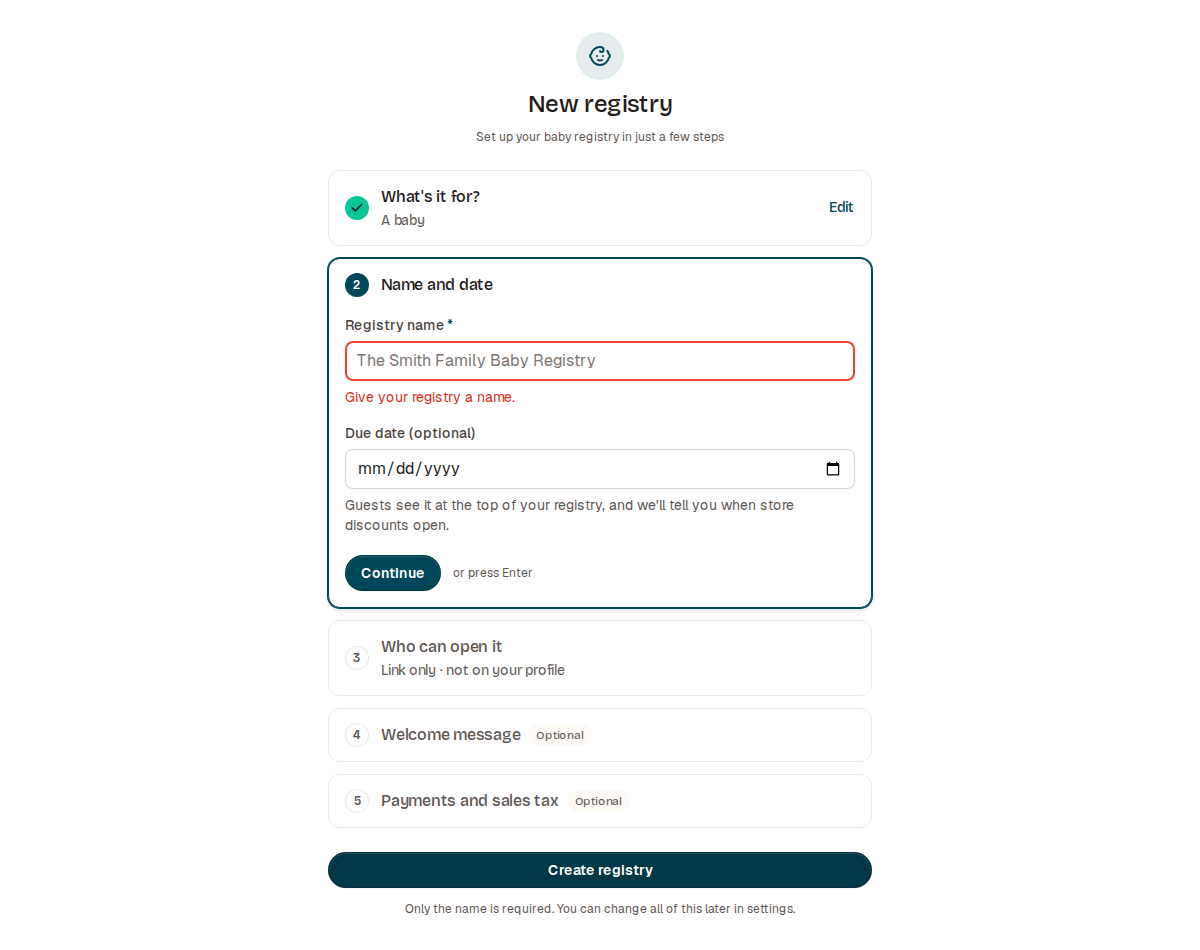 New registry
Set up your baby registry in just a few steps
What's it for?
A baby
Edit
2
Name and date
Registry name *
The Smith Family Baby Registry
Give your registry a name.
Due date (optional)
mm/dd/yyyy
Guests see it at the top of your registry, and we'll tell you when store
discounts open.
Continue
or press Enter
3
Who can open it
Link only · not on your profile
4
Welcome message
Optional
5
Payments and sales tax
Optional
Create registry
Only the name is required. You can change all of this later in settings.